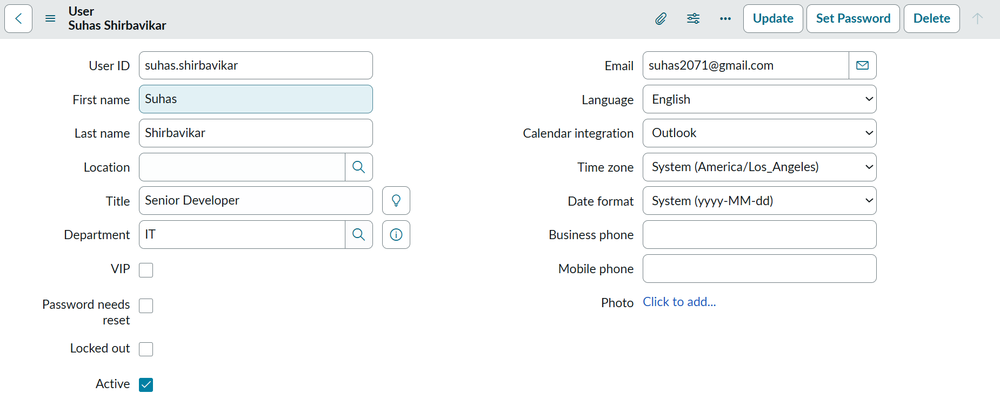 User
Suhas Shirbavikar
Update
Set Password
Delete
User ID
suhas.shirbavikar
First name
Suhas
Last name
Shirbavikar
Location
Title
Senior Developer
Department
IT
VIP
Password needs
reset
Locked out
Active
Email
suhas2071@gmail.com
Language
English
Calendar integration
Outlook
Time zone
System (America/Los_Angeles)
Date format
System (yyyy-MM-dd)
Business phone
Mobile phone
Photo
Click to add...